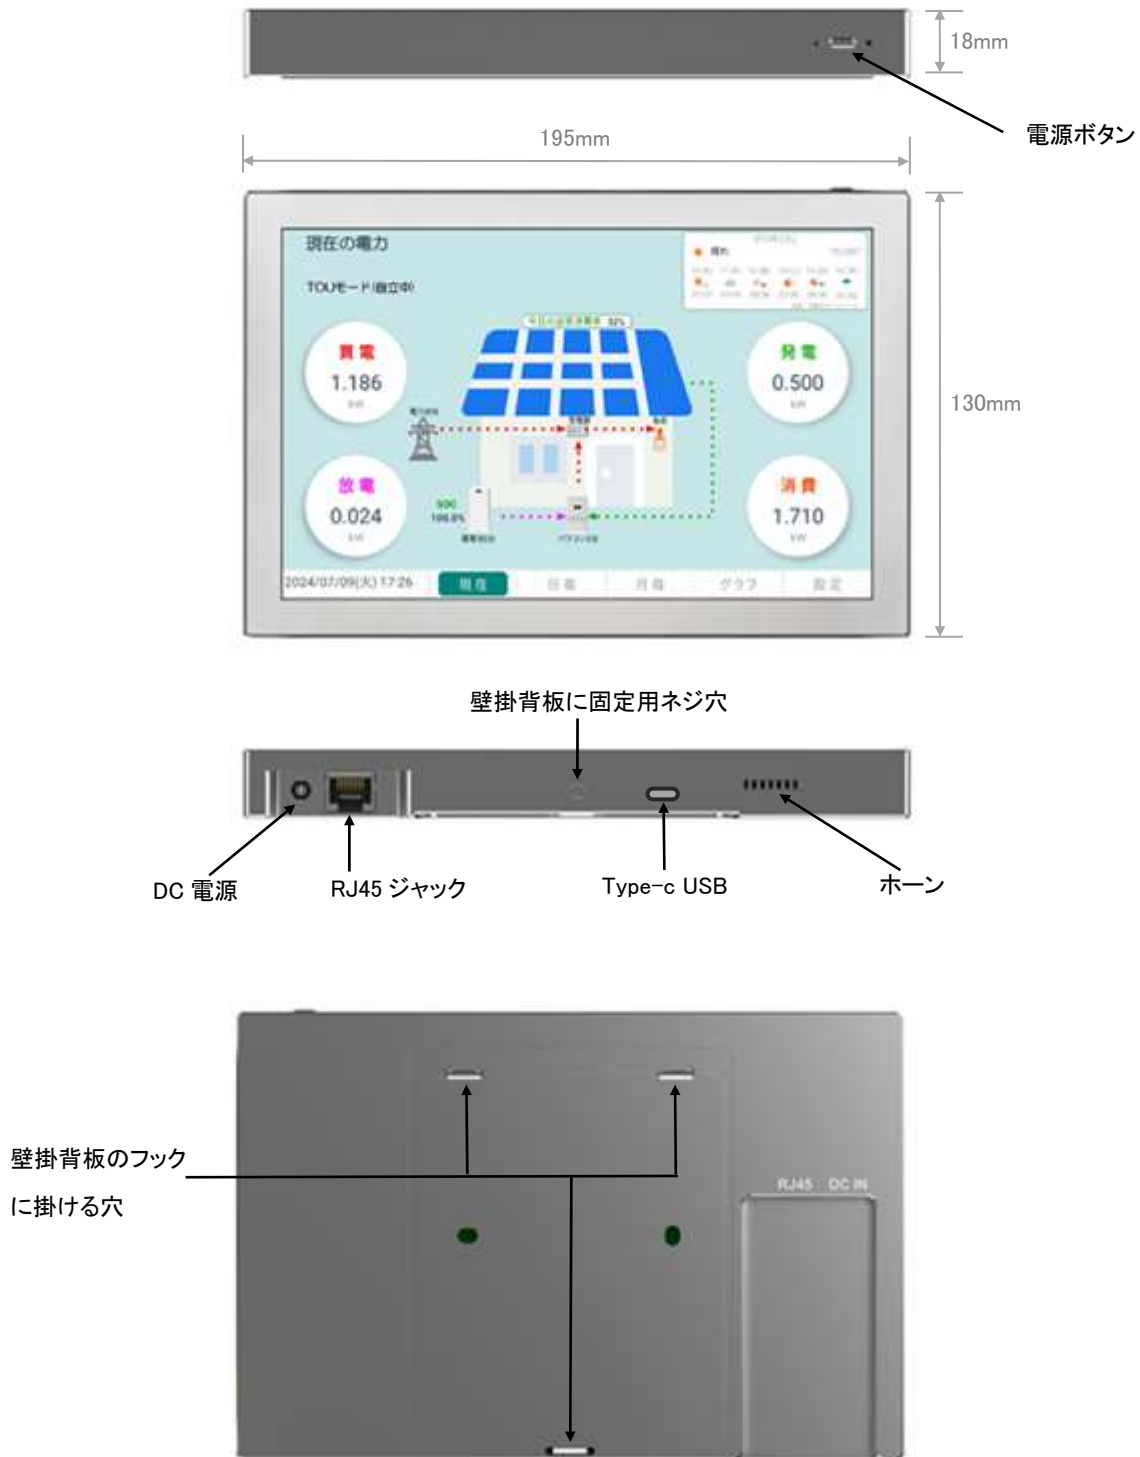 18mm
電源ボタン
195mm
現在の電力
TOUモード(自立中)
晴れ
92%
買電
1.186
kW
発電
0.500
kW
130mm
放電
0.024
kW
SOC
100.0%
消費
1.710
kW
2024/07/09(火) 17:26
現在
日報
月報
グラフ
設定
壁掛背板に固定用ネジ穴
DC 電源
RJ45 ジャック
Type-c USB
ホーン
壁掛背板のフック
に掛ける穴
RJ45
DC IN